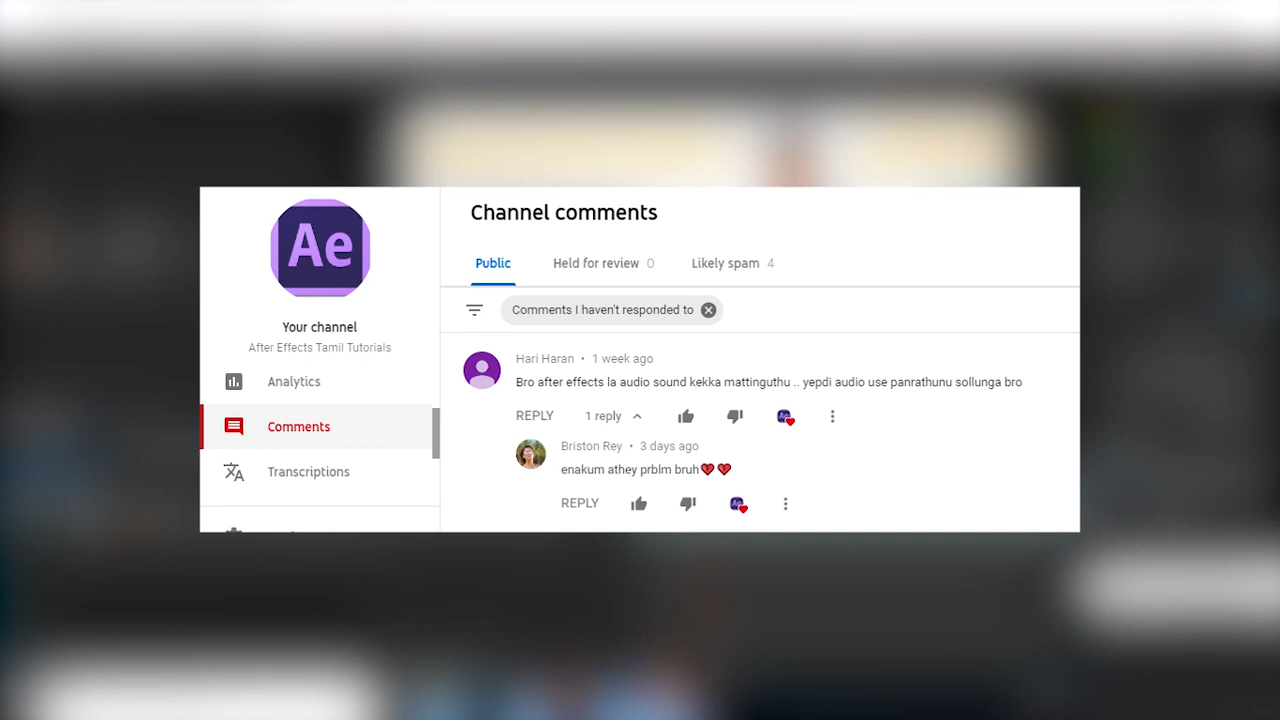 Ae
Channel comments
Public Held for review 0 Likely spam 4
Comments I haven't responded to
Your channel
After Effects Tamil Tutorials
Analytics
Comments
Transcriptions
Hari Haran • 1 week ago
Bro after effects la audio sound kekka mattinguthu .. yepdi audio use panrathunu sollunga bro
REPLY 1 reply
Briston Rey • 3 days ago
enakum athey prblm bruh💔💔
REPLY